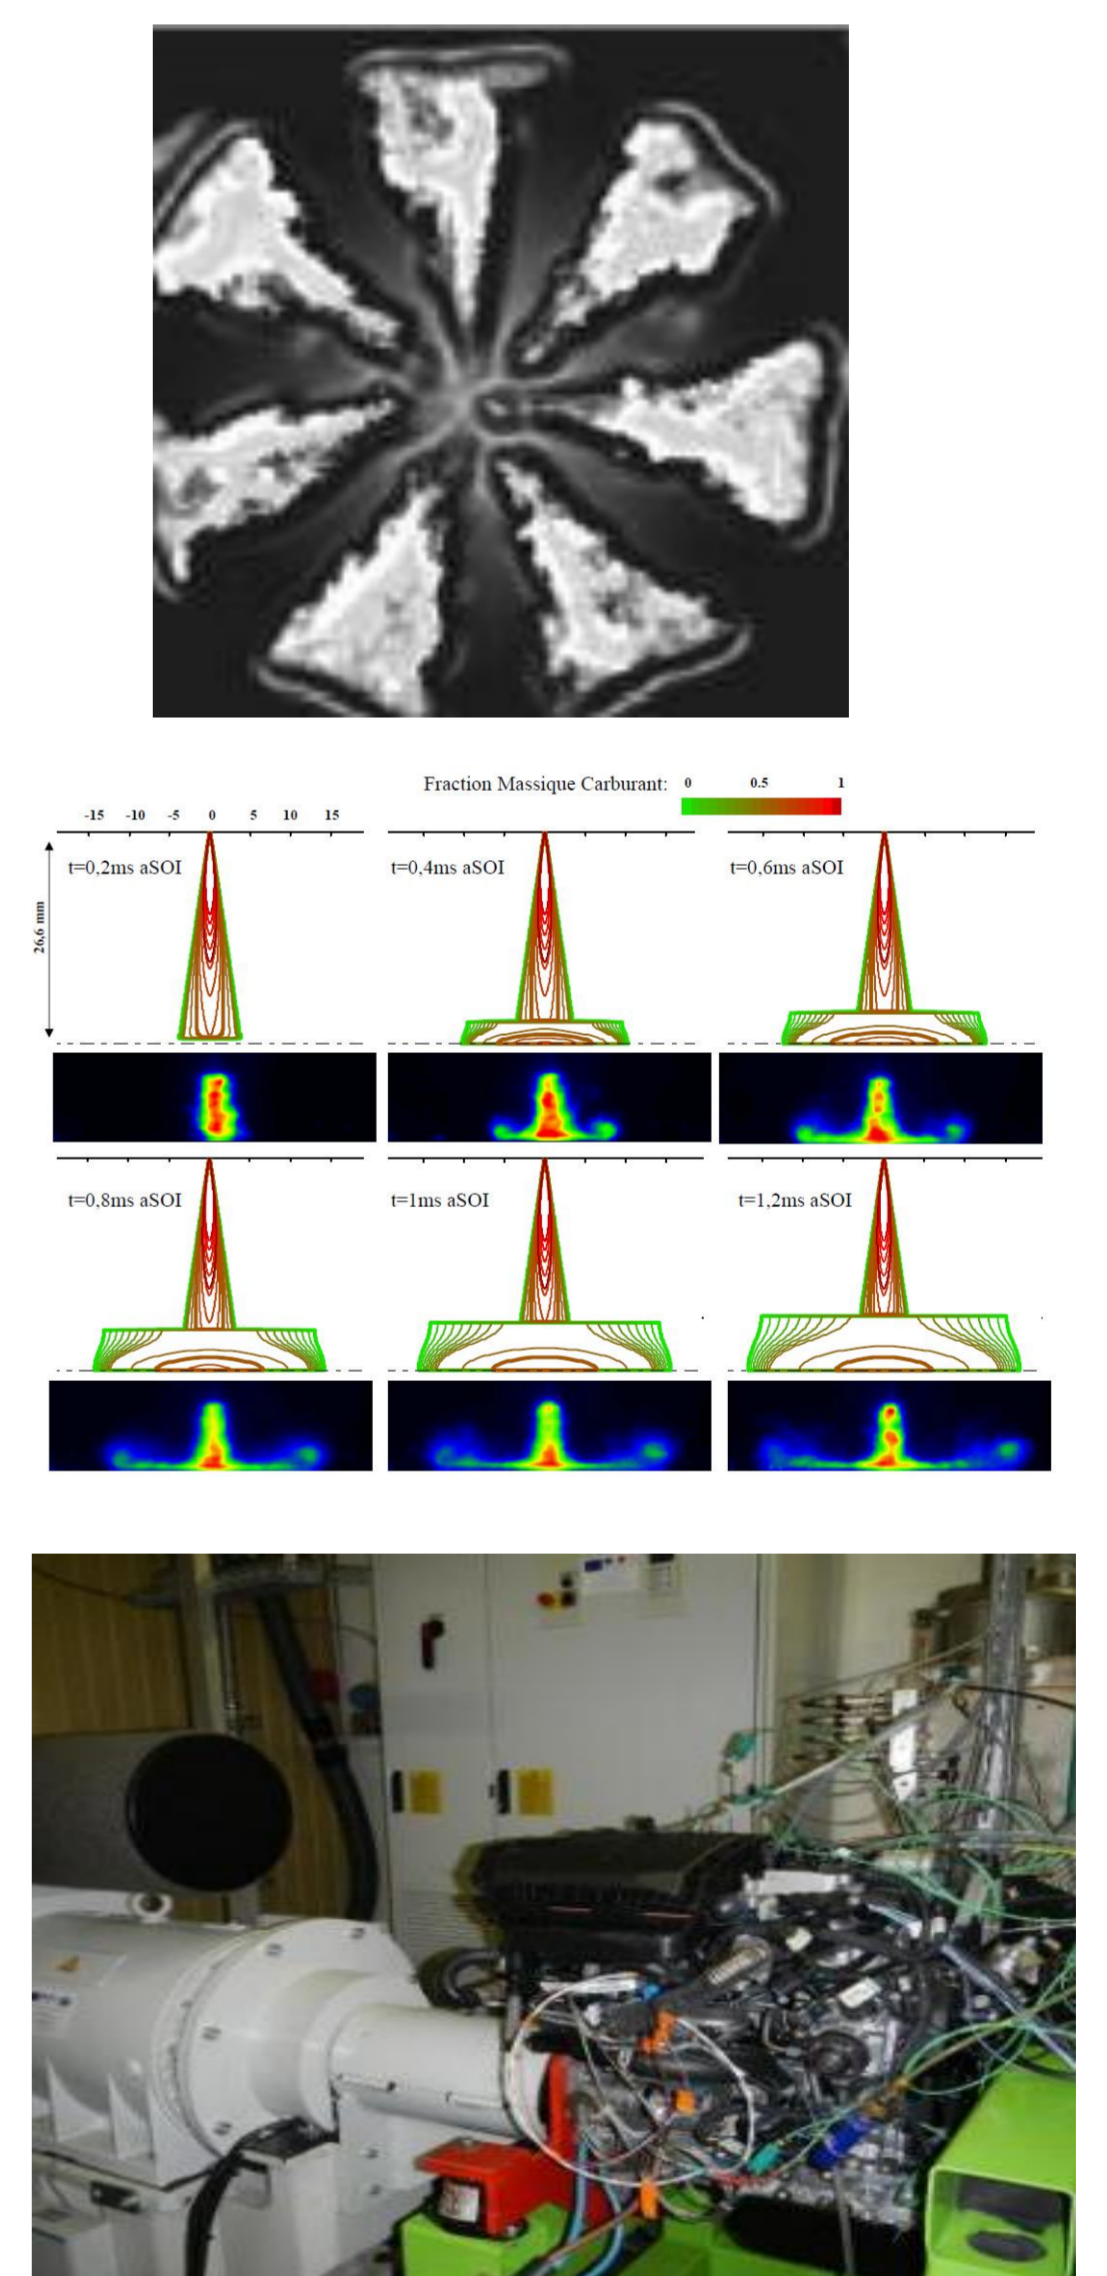 Fraction Massique Carburant: 0 0.5 1
-15 -10 -5 0 5 10 15
t=0,2ms aSOI t=0,4ms aSOI t=0,6ms aSOI
26,6 mm
t=0,8ms aSOI t=1ms aSOI t=1,2ms aSOI